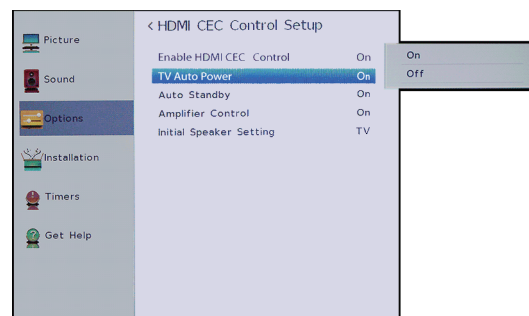 < HDMI CEC Control Setup
Picture
Sound
Options
Installation
Timers
Get Help
Enable HDMI CEC Control On
TV Auto Power On
Auto Standby On
Amplifier Control On
Initial Speaker Setting TV
On
Off